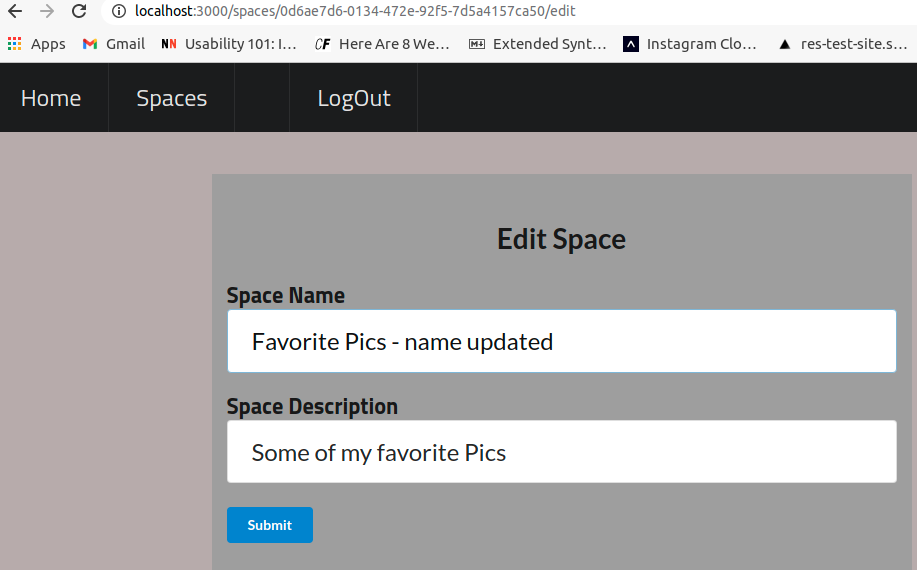 localhost:3000/spaces/0d6ae7d6-0134-472e-92f5-7d5a4157ca50/edit
Apps Gmail NN Usability 101: I... CF Here Are 8 We... Extended Synt... Instagram Clo... res-test-site.s...
Home Spaces LogOut
Edit Space
Space Name
Favorite Pics - name updated
Space Description
Some of my favorite Pics
Submit